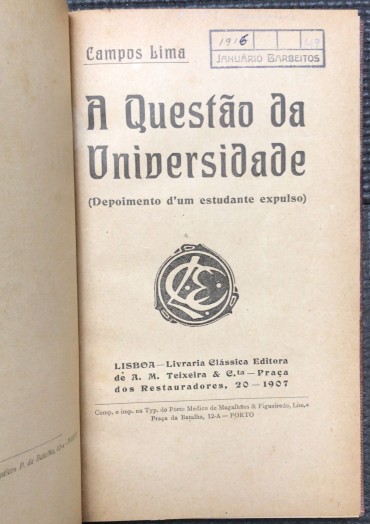 Campos Lima
1916
JANUÁRIO BARBEITOS
A Questão da
Universidade
(Depoimento d'um estudante expulso)
LISBOA — Livraria Clássica Editora
de A. M. Teixeira & C.ta — Praça
dos Restauradores, 20 — 1907
Comp. e imp. na Typ. do Porto Medico de Magalhães & Figueiredo, Lim.a
Praça da Batalha, 12-A — PORTO